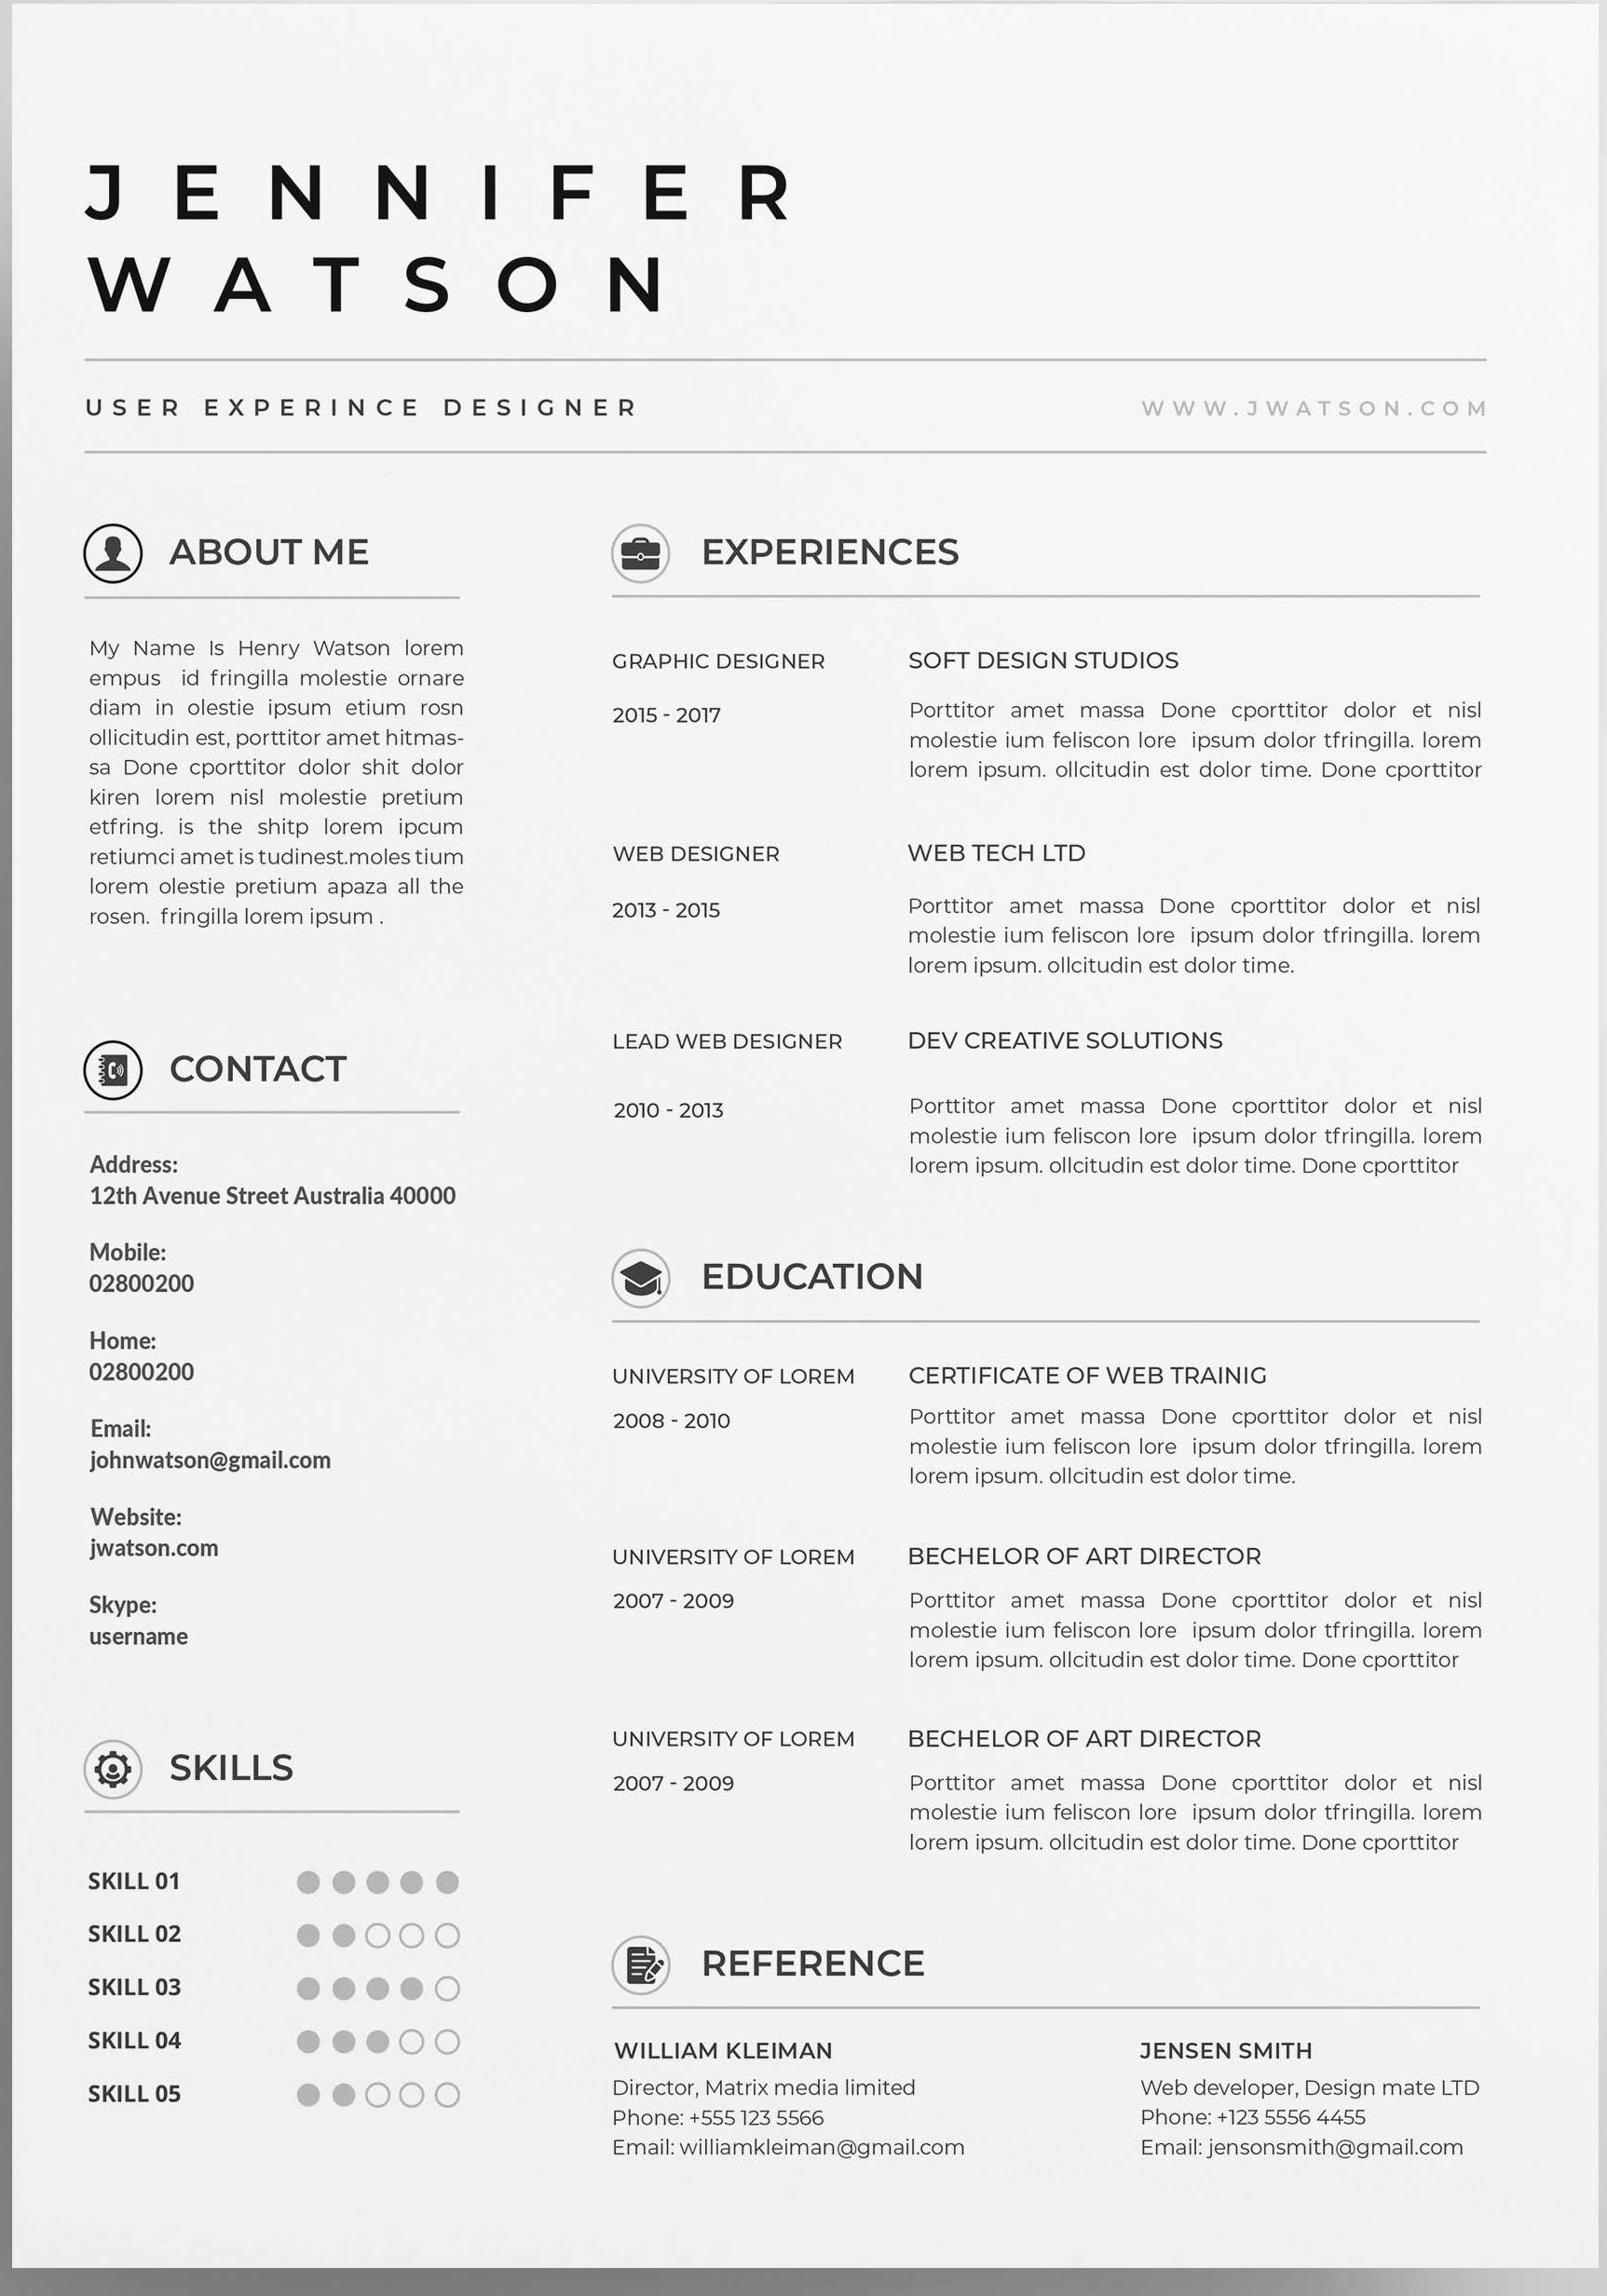 JENNIFER
WATSON
USER EXPERINCE DESIGNER
WWW.JWATSON.COM
ABOUT ME
My Name Is Henry Watson lorem
empus id fringilla molestie ornare
diam in olestie ipsum etium rosn
ollicitudin est, porttitor amet hitmas-
sa Done cporttitor dolor shit dolor
kiren lorem nisl molestie pretium
etfring. is the shitp lorem ipcum
retiumci amet is tudinest.moles tium
lorem olestie pretium apaza all the
rosen. fringilla lorem ipsum .
CONTACT
Address:
12th Avenue Street Australia 40000
Mobile:
02800200
Home:
02800200
Email:
johnwatson@gmail.com
Website:
jwatson.com
Skype:
username
SKILLS
SKILL 01
SKILL 02
SKILL 03
SKILL 04
SKILL 05
EXPERIENCES
GRAPHIC DESIGNER
2015 - 2017
SOFT DESIGN STUDIOS
Porttitor amet massa Done cporttitor dolor et nisl
molestie ium feliscon lore ipsum dolor tfringilla. lorem
lorem ipsum. ollcitudin est dolor time. Done cporttitor
WEB DESIGNER
2013 - 2015
WEB TECH LTD
Porttitor amet massa Done cporttitor dolor et nisl
molestie ium feliscon lore ipsum dolor tfringilla. lorem
lorem ipsum. ollcitudin est dolor time.
LEAD WEB DESIGNER
2010 - 2013
DEV CREATIVE SOLUTIONS
Porttitor amet massa Done cporttitor dolor et nisl
molestie ium feliscon lore ipsum dolor tfringilla. lorem
lorem ipsum. ollcitudin est dolor time. Done cporttitor
EDUCATION
UNIVERSITY OF LOREM
2008 - 2010
CERTIFICATE OF WEB TRAINIG
Porttitor amet massa Done cporttitor dolor et nisl
molestie ium feliscon lore ipsum dolor tfringilla. lorem
lorem ipsum. ollcitudin est dolor time.
UNIVERSITY OF LOREM
2007 - 2009
BECHELOR OF ART DIRECTOR
Porttitor amet massa Done cporttitor dolor et nisl
molestie ium feliscon lore ipsum dolor tfringilla. lorem
lorem ipsum. ollcitudin est dolor time. Done cporttitor
UNIVERSITY OF LOREM
2007 - 2009
BECHELOR OF ART DIRECTOR
Porttitor amet massa Done cporttitor dolor et nisl
molestie ium feliscon lore ipsum dolor tfringilla. lorem
lorem ipsum. ollcitudin est dolor time. Done cporttitor
REFERENCE
WILLIAM KLEIMAN
Director, Matrix media limited
Phone: +555 123 5566
Email: williamkleiman@gmail.com
JENSEN SMITH
Web developer, Design mate LTD
Phone: +123 5556 4455
Email: jensonsmith@gmail.com